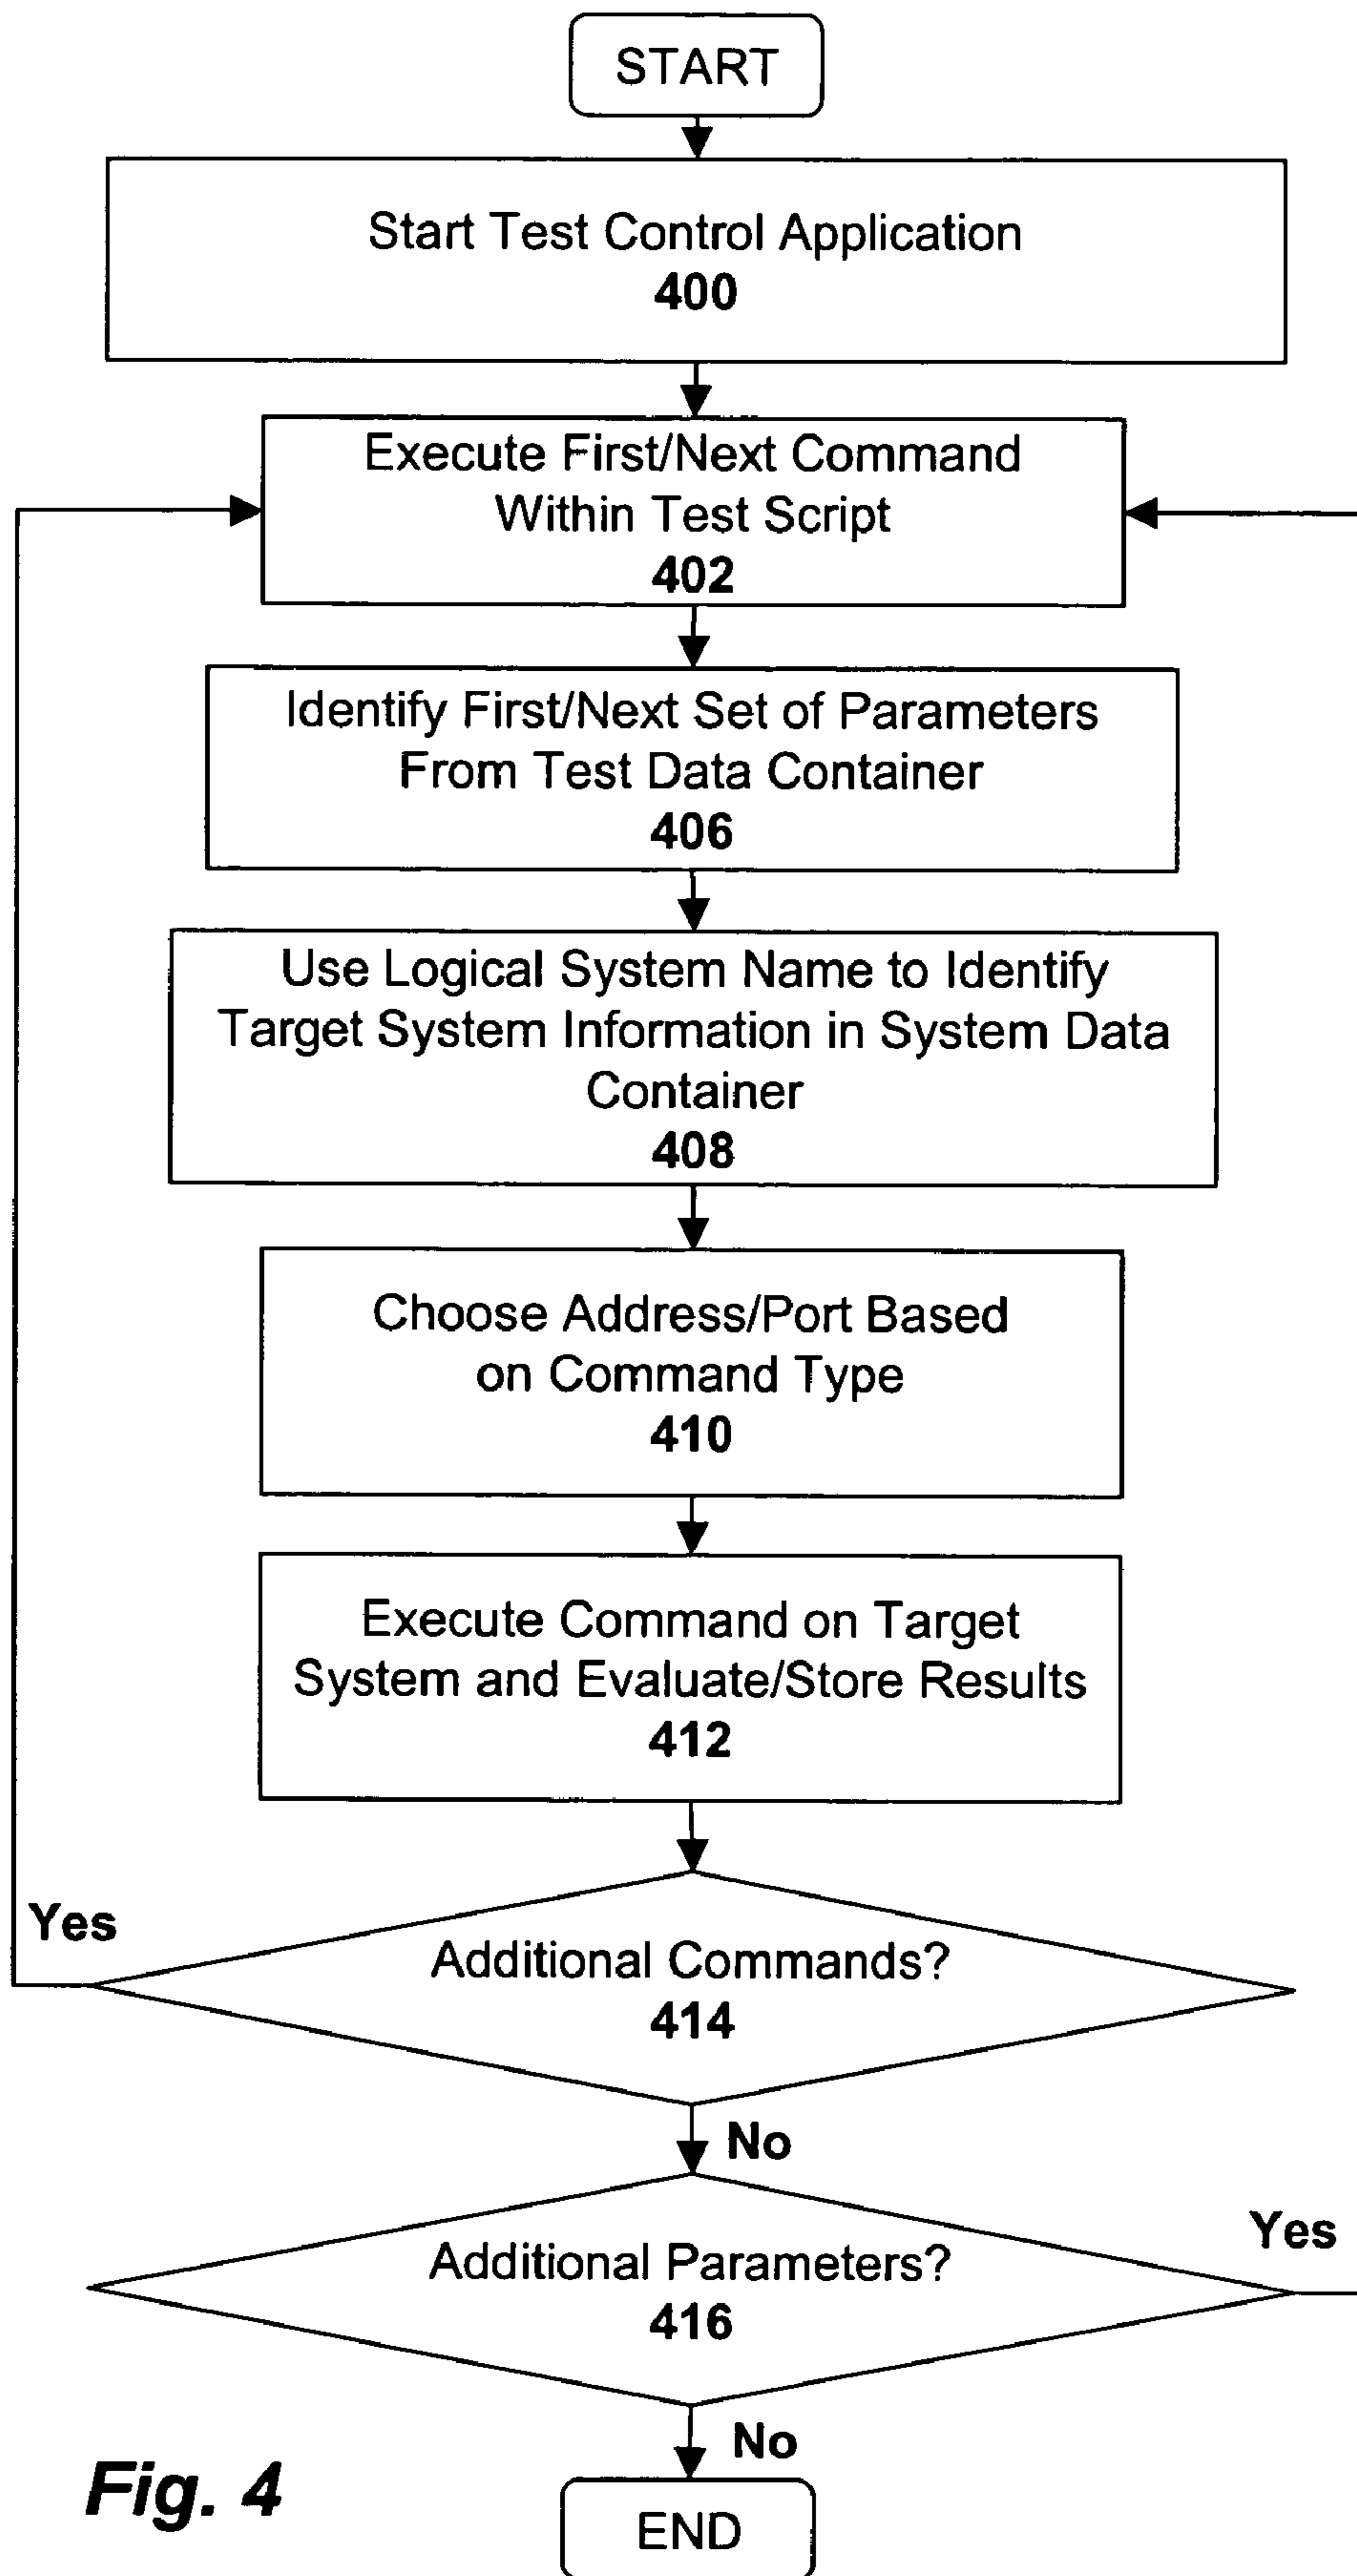 START
Start Test Control Application
400
Execute First/Next Command
Within Test Script
402
Identify First/Next Set of Parameters
From Test Data Container
406
Use Logical System Name to Identify
Target System Information in System Data
Container
408
Choose Address/Port Based
on Command Type
410
Execute Command on Target
System and Evaluate/Store Results
412
Yes
Additional Commands?
414
No
Yes
Additional Parameters?
416
No
Fig. 4
END